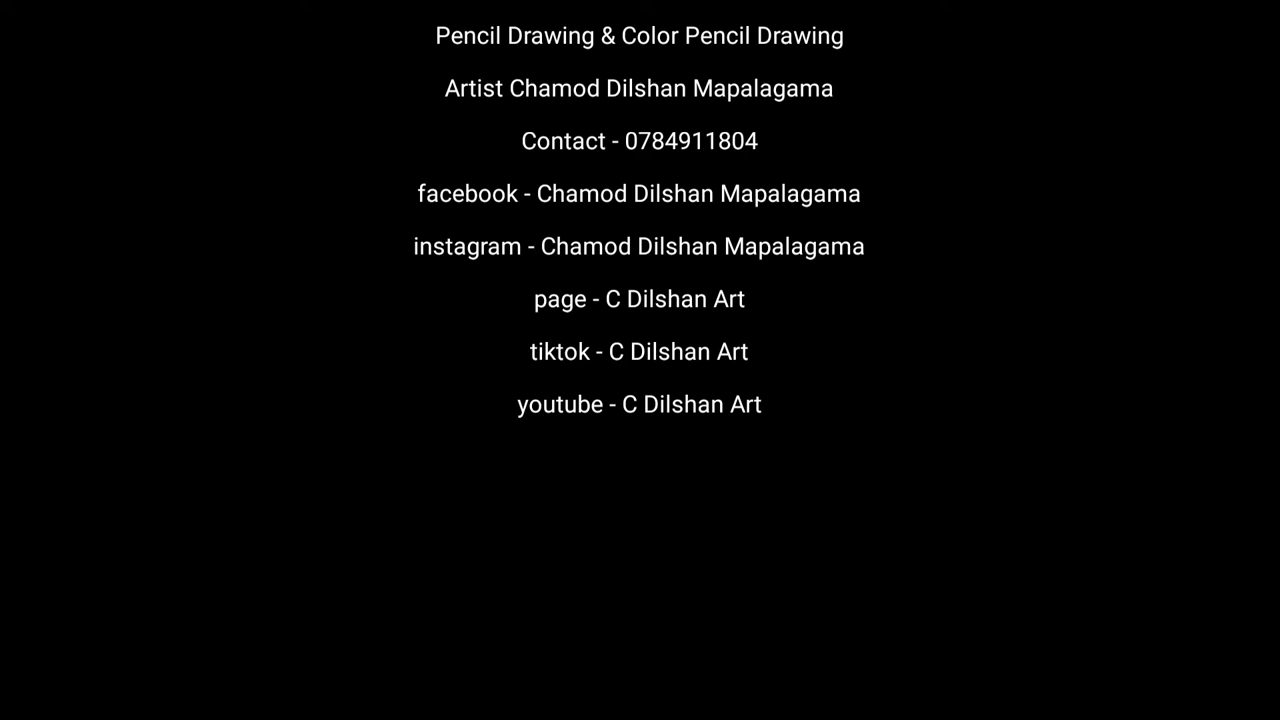 Pencil Drawing & Color Pencil Drawing
Artist Chamod Dilshan Mapalagama
Contact - 0784911804
facebook - Chamod Dilshan Mapalagama
instagram - Chamod Dilshan Mapalagama
page - C Dilshan Art
tiktok - C Dilshan Art
youtube - C Dilshan Art